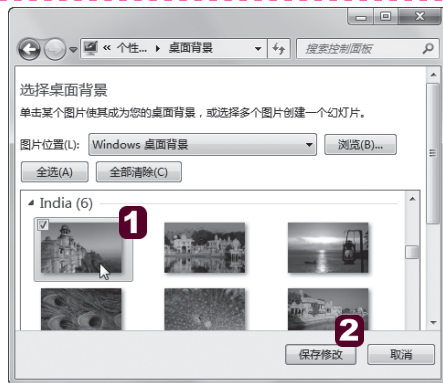 « 个性... ▸ 桌面背景
搜索控制面板
选择桌面背景
单击某个图片使其成为您的桌面背景，或选择多个图片创建一个幻灯片。
图片位置(L): Windows 桌面背景 浏览(B)...
全选(A) 全部清除(C)
India (6)
1
2
保存修改 取消